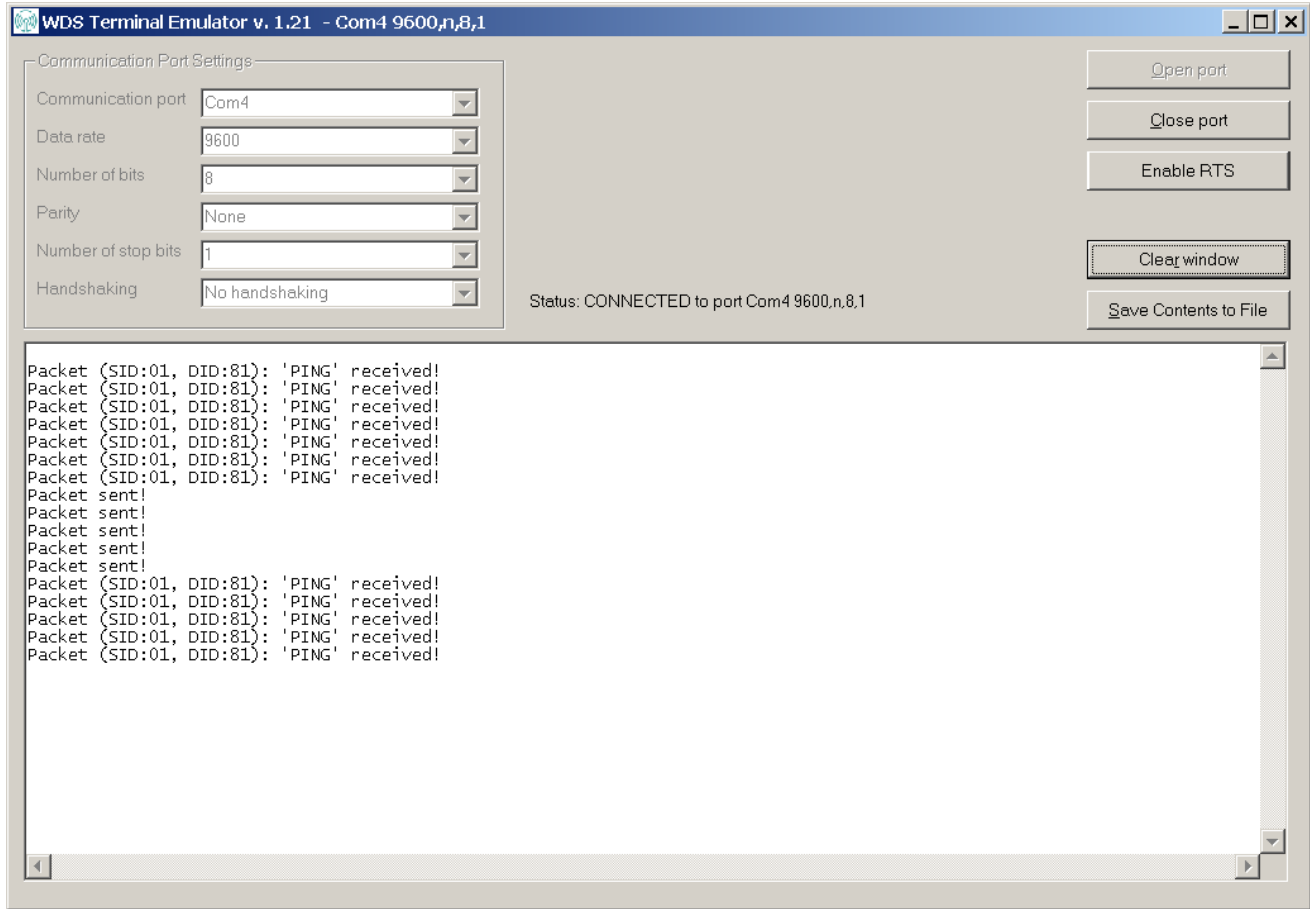 WDS Terminal Emulator v. 1.21 - Com4 9600,n,8,1
Communication Port Settings
Communication port Com4
Data rate 9600
Number of bits 8
Parity None
Number of stop bits 1
Handshaking No handshaking
Status: CONNECTED to port Com4 9600,n,8,1
Open port
Close port
Enable RTS
Clear window
Save Contents to File
Packet (SID:01, DID:81): 'PING' received!
Packet (SID:01, DID:81): 'PING' received!
Packet (SID:01, DID:81): 'PING' received!
Packet (SID:01, DID:81): 'PING' received!
Packet (SID:01, DID:81): 'PING' received!
Packet (SID:01, DID:81): 'PING' received!
Packet (SID:01, DID:81): 'PING' received!
Packet sent!
Packet sent!
Packet sent!
Packet sent!
Packet sent!
Packet (SID:01, DID:81): 'PING' received!
Packet (SID:01, DID:81): 'PING' received!
Packet (SID:01, DID:81): 'PING' received!
Packet (SID:01, DID:81): 'PING' received!
Packet (SID:01, DID:81): 'PING' received!